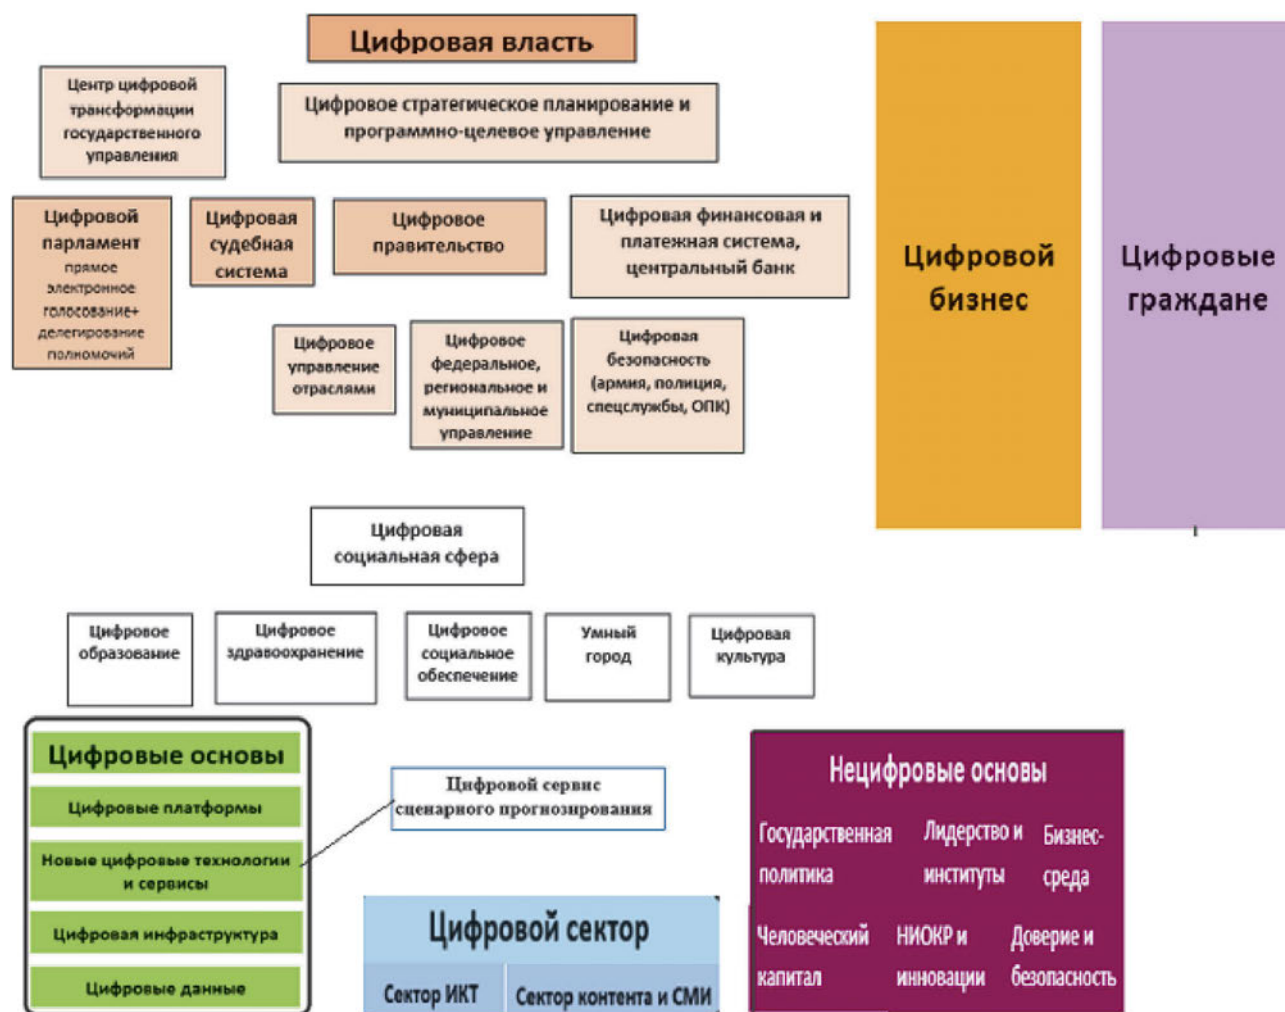 Цифровая власть
Центр цифровой
трансформации
государственного
управления
Цифровое стратегическое планирование и
программно-целевое управление
Цифровой
парламент
прямое
электронное
голосование+
делегирование
полномочий
Цифровая
судебная
система
Цифровое
правительство
Цифровая финансовая и
платежная система,
центральный банк
Цифровое
управление
отраслями
Цифровое
федеральное,
региональное и
муниципальное
управление
Цифровая
безопасность
(армия, полиция,
спецслужбы, ОПК)
Цифровой
бизнес
Цифровые
граждане
Цифровая
социальная сфера
Цифровое
образование
Цифровое
здравоохранение
Цифровое
социальное
обеспечение
Умный
город
Цифровая
культура
Цифровые основы
Цифровые платформы
Новые цифровые технологии
и сервисы
Цифровая инфраструктура
Цифровые данные
Цифровой сервис
сценарного прогнозирования
Цифровой сектор
Сектор ИКТ
Сектор контента и СМИ
Нецифровые основы
Государственная
политика
Лидерство и
институты
Бизнес-
среда
Человеческий
капитал
НИОКР и
инновации
Доверие и
безопасность